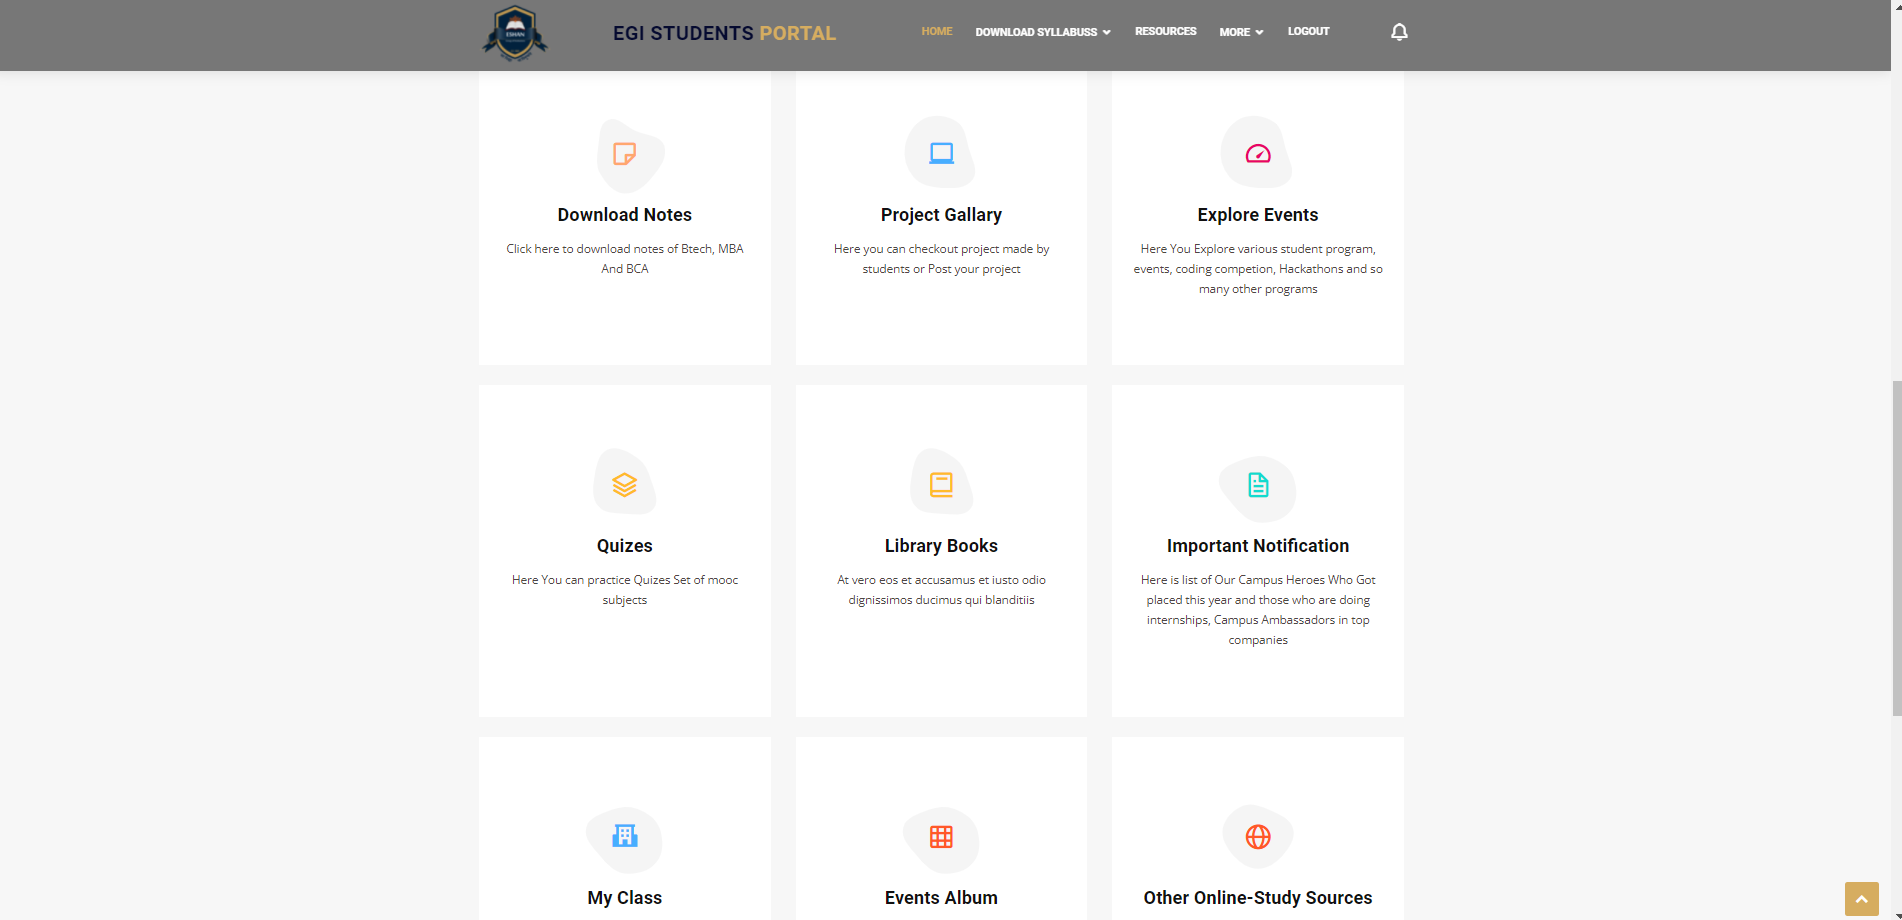 ESHAN
EGI STUDENTS PORTAL
HOME DOWNLOAD SYLLABUSS RESOURCES MORE LOGOUT
Download Notes
Click here to download notes of Btech, MBA
And BCA
Project Gallary
Here you can checkout project made by
students or Post your project
Explore Events
Here You Explore various student program,
events, coding competion, Hackathons and so
many other programs
Quizes
Here You can practice Quizes Set of mooc
subjects
Library Books
At vero eos et accusamus et iusto odio
dignissimos ducimus qui blanditiis
Important Notification
Here is list of Our Campus Heroes Who Got
placed this year and those who are doing
internships, Campus Ambassadors in top
companies
My Class
Events Album
Other Online-Study Sources